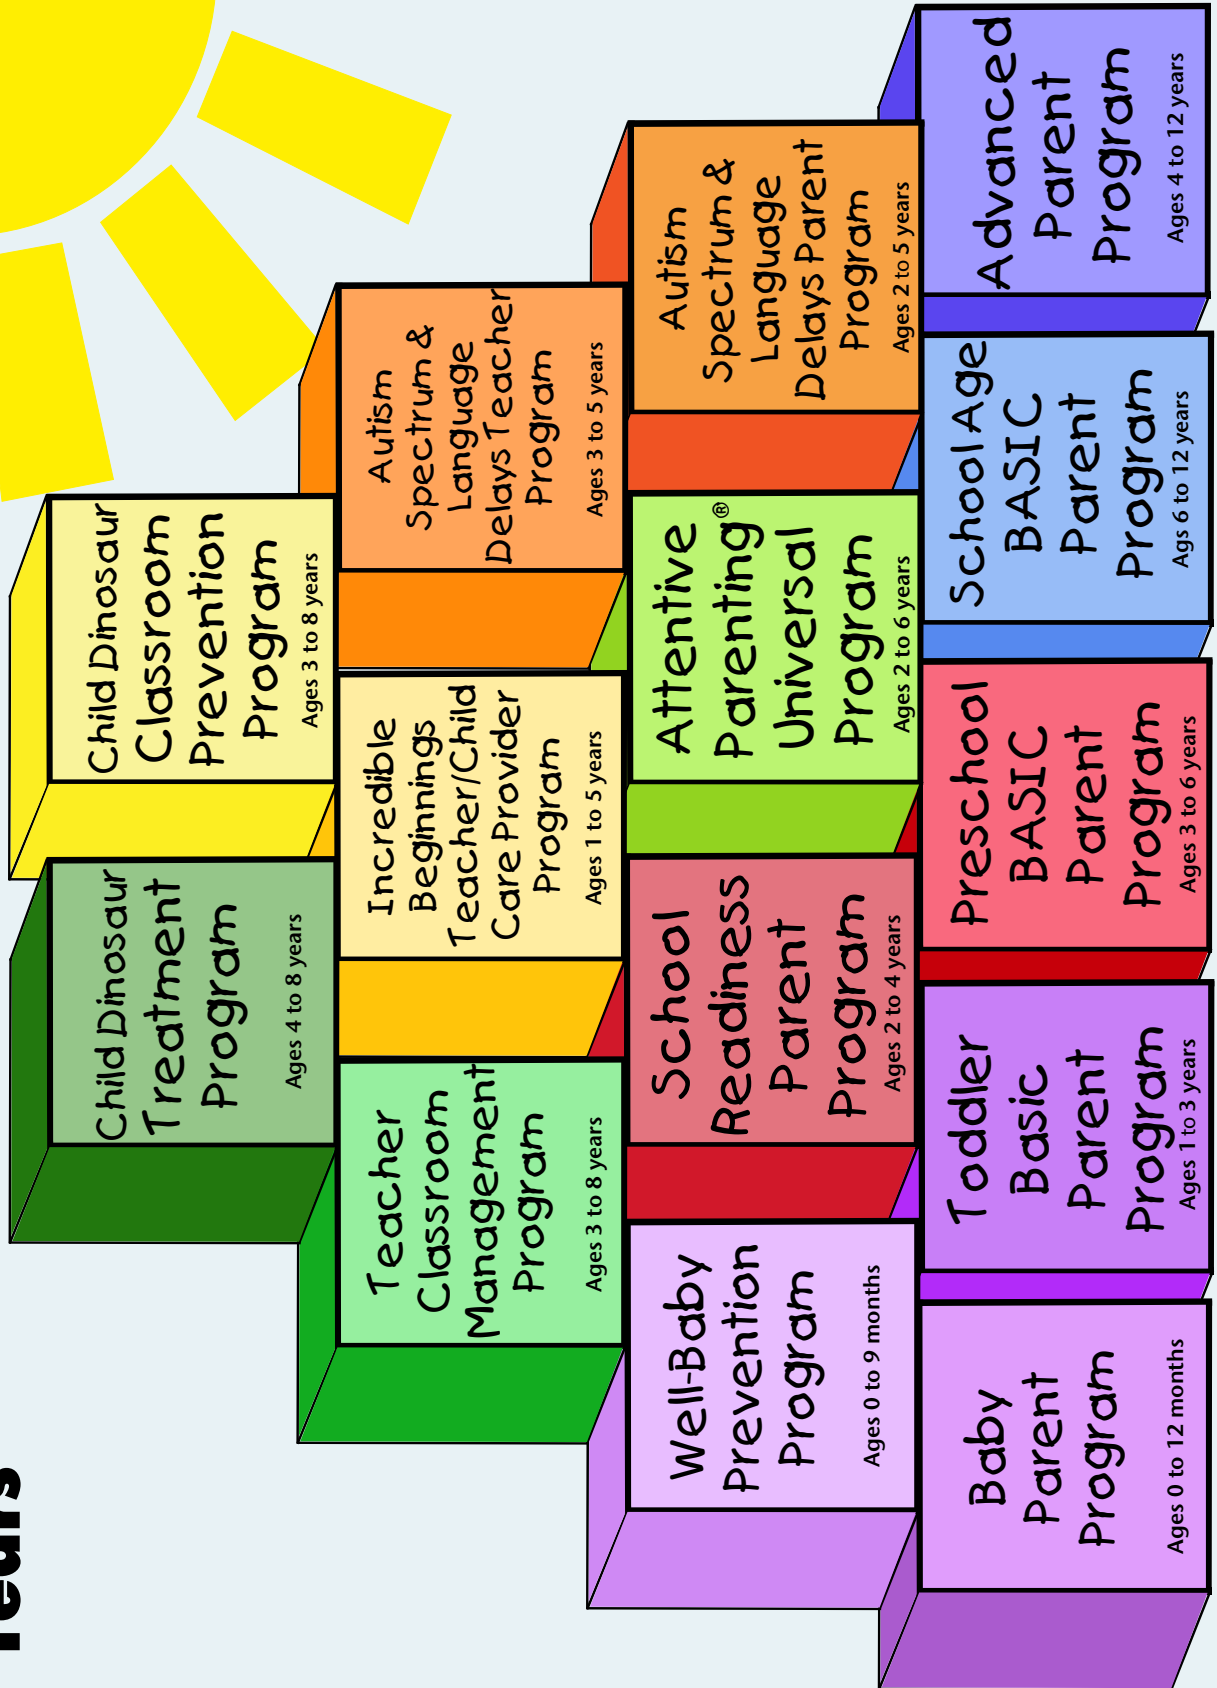 Years
Child Dinosaur
Treatment
Program
Ages 4 to 8 years
Child Dinosaur
Classroom
Prevention
Program
Ages 3 to 8 years
Teacher
Classroom
Management
Program
Ages 3 to 8 years
Incredible
Beginnings
Teacher/Child
Care Provider
Program
Ages 1 to 5 years
Autism
Spectrum &
Language
Delays Teacher
Program
Ages 3 to 5 years
Well-Baby
Prevention
Program
Ages 0 to 9 months
School
Readiness
Parent
Program
Ages 2 to 4 years
Attentive
Parenting®
Universal
Program
Ages 2 to 6 years
Autism
Spectrum &
Language
Delays Parent
Program
Ages 2 to 5 years
Baby
Parent
Program
Ages 0 to 12 months
Toddler
Basic
Parent
Program
Ages 1 to 3 years
Preschool
BASIC
Parent
Program
Ages 3 to 6 years
School Age
BASIC
Parent
Program
Ags 6 to 12 years
Advanced
Parent
Program
Ages 4 to 12 years